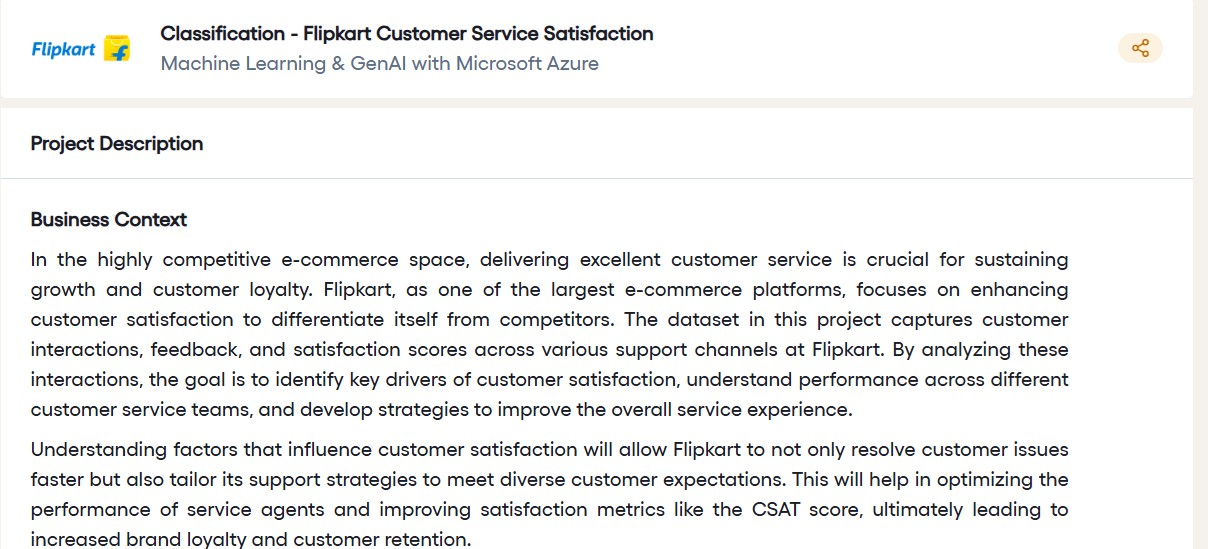 Flipkart
Classification - Flipkart Customer Service Satisfaction
Machine Learning & GenAI with Microsoft Azure
Project Description
Business Context
In the highly competitive e-commerce space, delivering excellent customer service is crucial for sustaining
growth and customer loyalty. Flipkart, as one of the largest e-commerce platforms, focuses on enhancing
customer satisfaction to differentiate itself from competitors. The dataset in this project captures customer
interactions, feedback, and satisfaction scores across various support channels at Flipkart. By analyzing these
interactions, the goal is to identify key drivers of customer satisfaction, understand performance across different
customer service teams, and develop strategies to improve the overall service experience.
Understanding factors that influence customer satisfaction will allow Flipkart to not only resolve customer issues
faster but also tailor its support strategies to meet diverse customer expectations. This will help in optimizing the
performance of service agents and improving satisfaction metrics like the CSAT score, ultimately leading to
increased brand loyalty and customer retention.